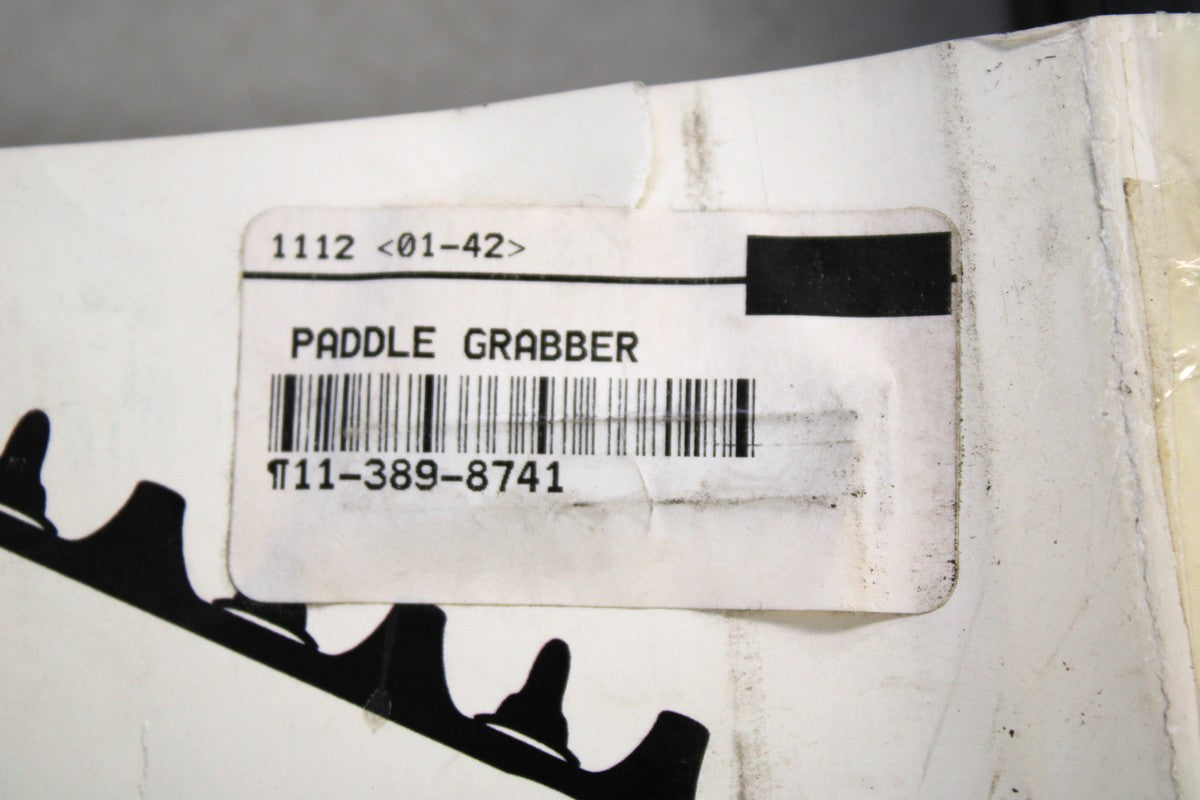 1112 <01-42>
PADDLE GRABBER
¶11-389-8741